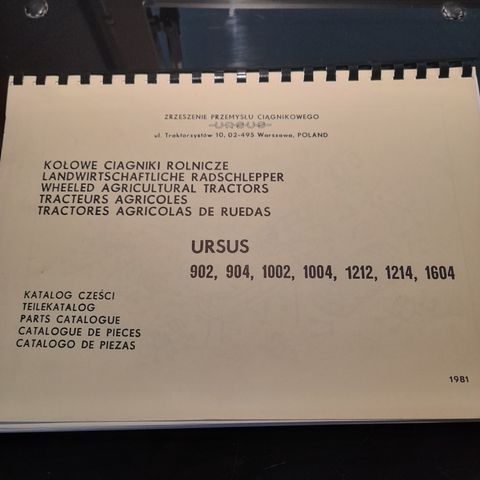 ZRZESZENIE PRZEMYSŁU CIĄGNIKOWEGO
URSUS
ul. Traktorzystów 10, 02-495 Warszawa, POLAND
KOŁOWE CIĄGNIKI ROLNICZE
LANDWIRTSCHAFTLICHE RADSCHLEPPER
WHEELED AGRICULTURAL TRACTORS
TRACTEURS AGRICOLES
TRACTORES AGRICOLAS DE RUEDAS
URSUS
902, 904, 1002, 1004, 1212, 1214, 1604
KATALOG CZEŚCI
TEILEKATALOG
PARTS CATALOGUE
CATALOGUE DE PIECES
CATALOGO DE PIEZAS
1981